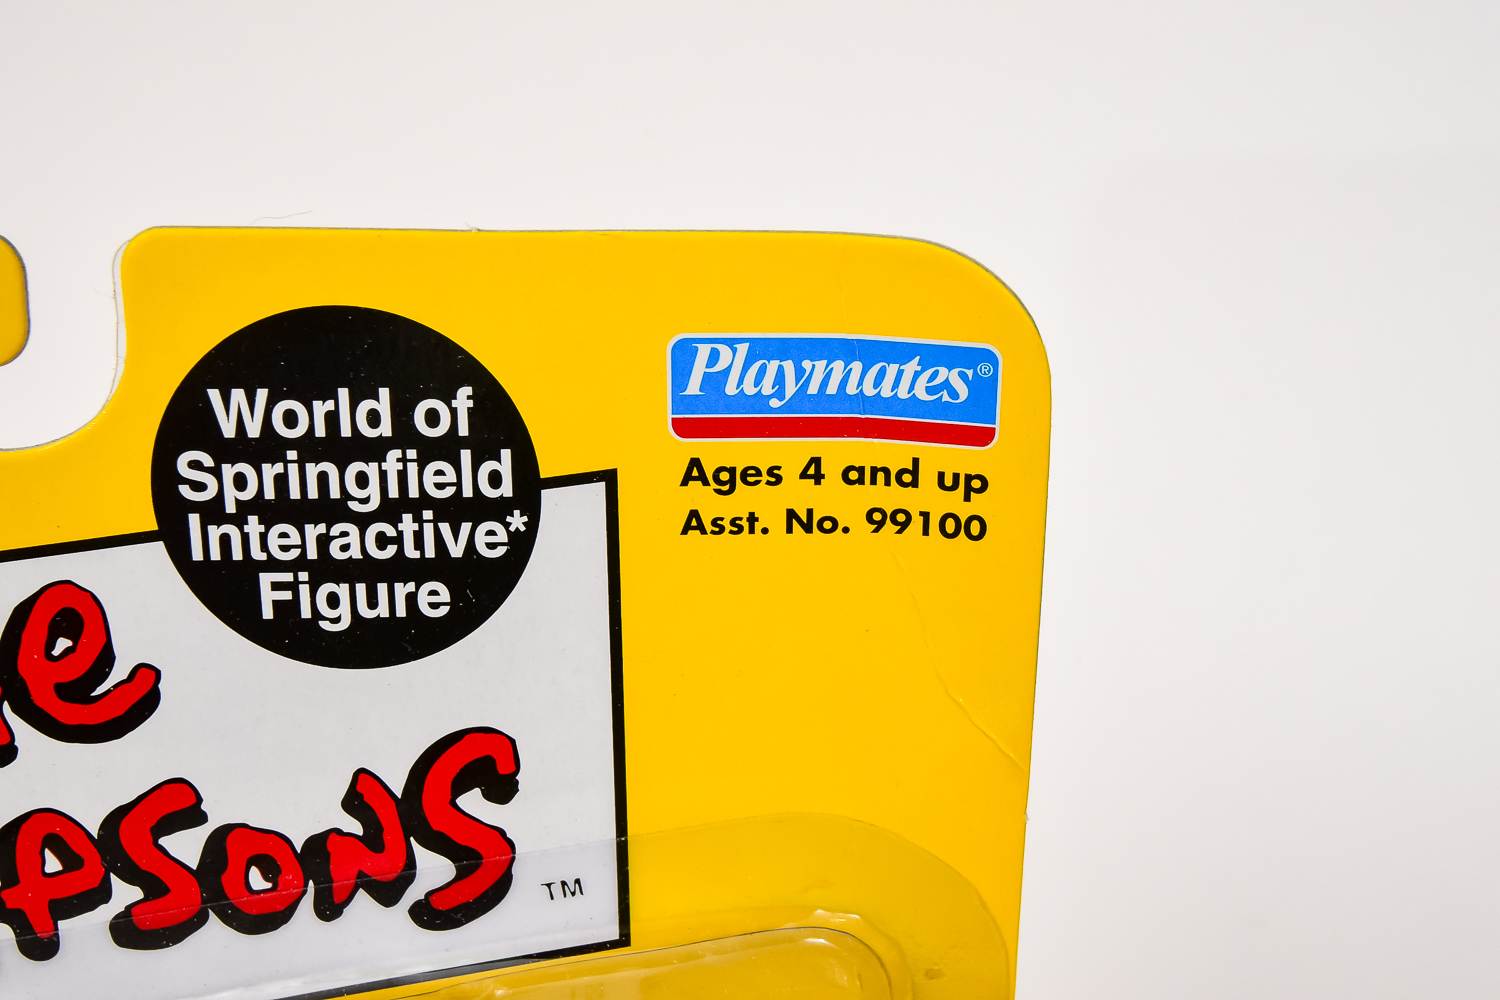 World of
Springfield
Interactive*
Figure
Playmates®
Ages 4 and up
Asst. No. 99100
TM